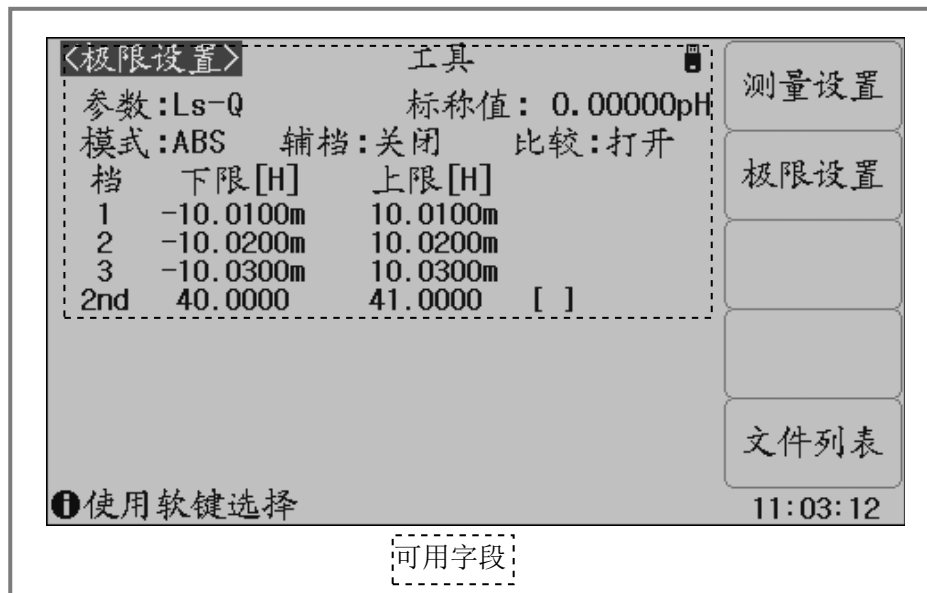 <极限设置> 工具
参数:Ls-Q 标称值: 0.00000pH
模式:ABS 辅档:关闭 比较:打开
档 下限[H] 上限[H]
1 -10.0100m 10.0100m
2 -10.0200m 10.0200m
3 -10.0300m 10.0300m
2nd 40.0000 41.0000 [ ]
测量设置
极限设置
文件列表
使用软键选择 11:03:12
可用字段